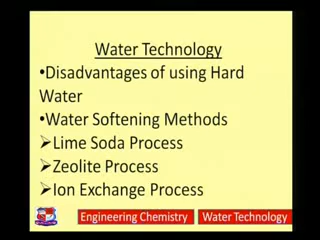 Water Technology
•Disadvantages of using Hard
Water
•Water Softening Methods
➢Lime Soda Process
➢Zeolite Process
➢Ion Exchange Process
Engineering Chemistry Water Technology